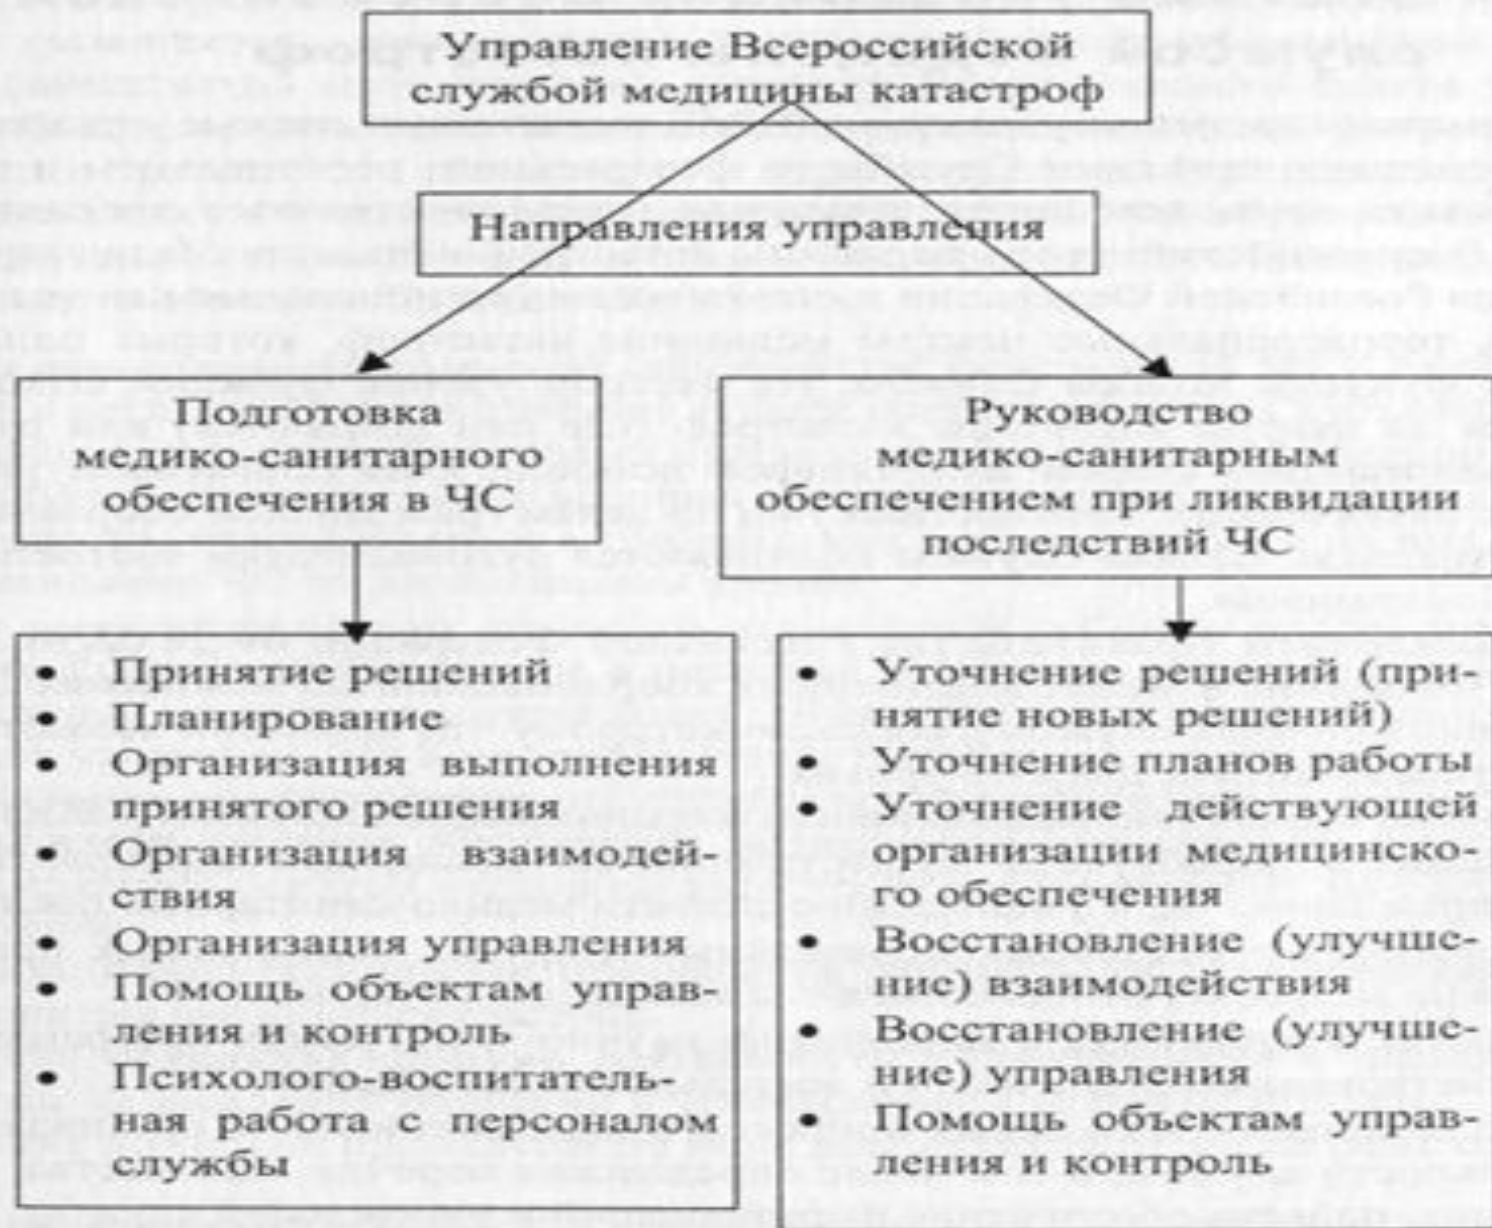 Управление Всероссийской
службой медицины катастроф
Направления управления
Подготовка
медико-санитарного
обеспечения в ЧС
Руководство
медико-санитарным
обеспечением при ликвидации
последствий ЧС
• Принятие решений
• Планирование
• Организация выполнения
принятого решения
• Организация взаимодей-
ствия
• Организация управления
• Помощь объектам управ-
ления и контроль
• Психолого-воспитатель-
ная работа с персоналом
службы
• Уточнение решений (при-
нятие новых решений)
• Уточнение планов работы
• Уточнение действующей
организации медицинско-
го обеспечения
• Восстановление (улучше-
ние) взаимодействия
• Восстановление (улучше-
ние) управления
• Помощь объектам управ-
ления и контроль